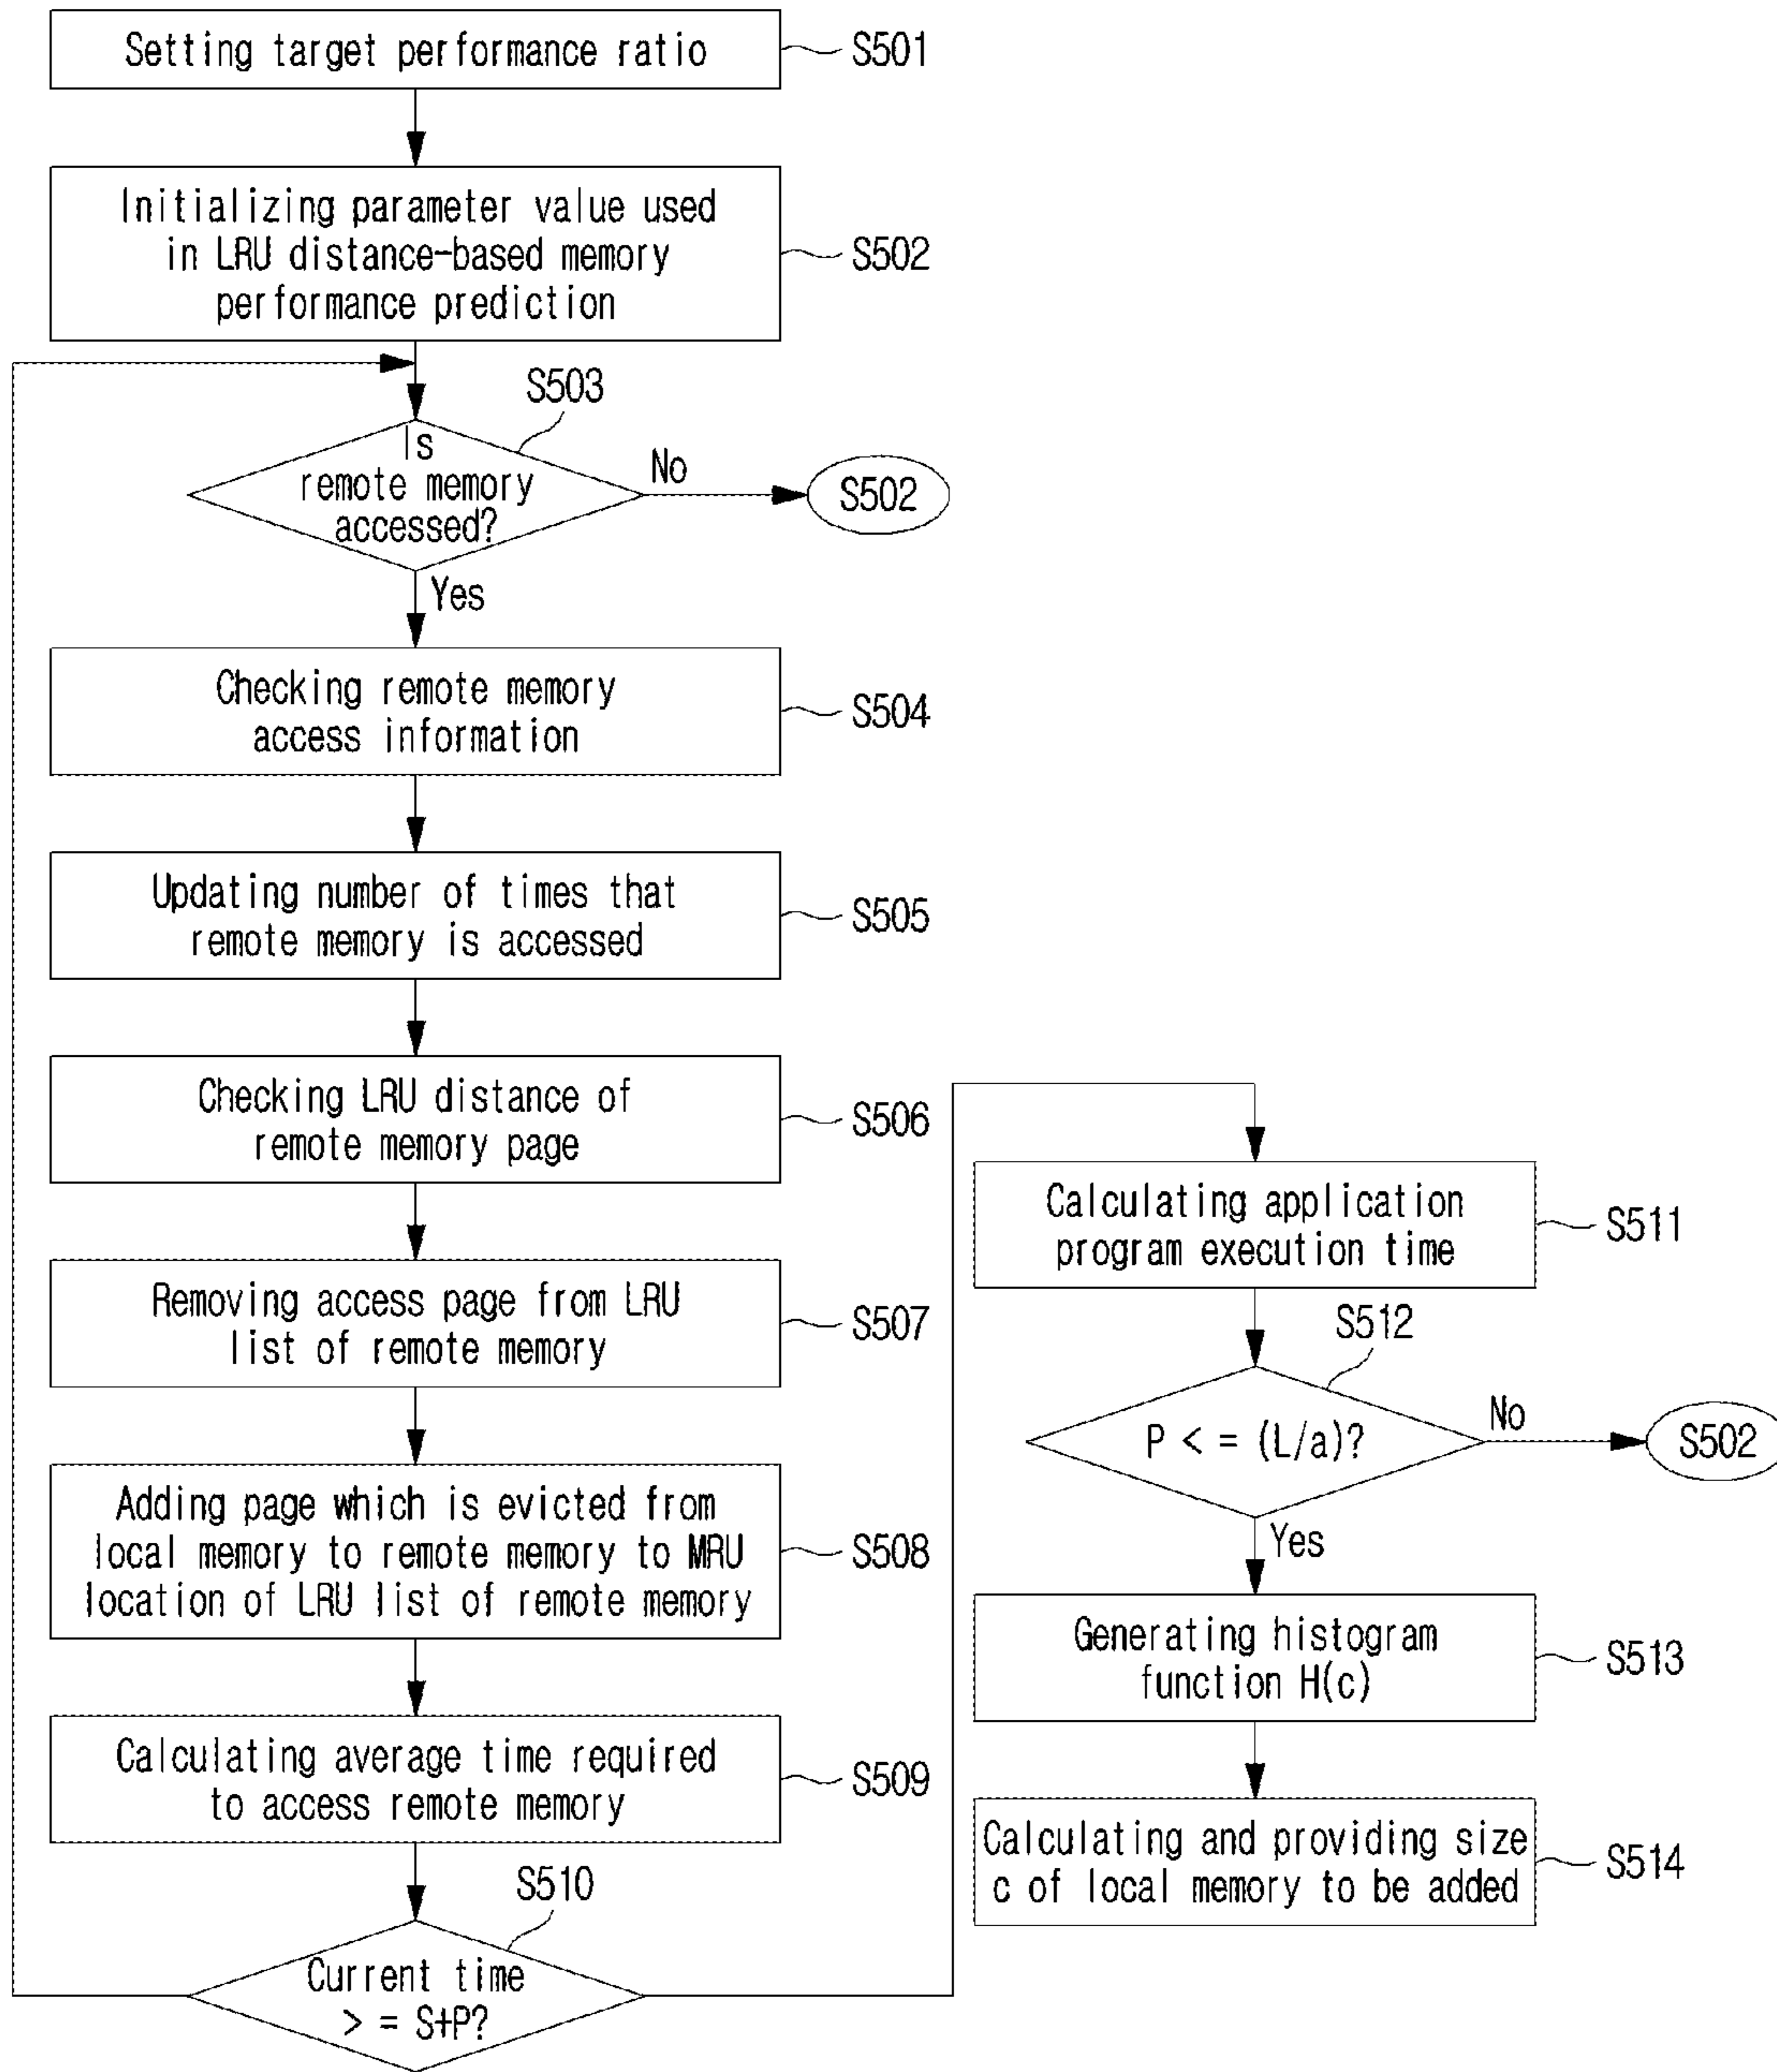 Setting target performance ratio
S501
Initializing parameter value used
in LRU distance-based memory
performance prediction
S502
S503
Is
remote memory
accessed?
No
S502
Yes
Checking remote memory
access information
S504
Updating number of times that
remote memory is accessed
S505
Checking LRU distance of
remote memory page
S506
Removing access page from LRU
list of remote memory
S507
Adding page which is evicted from
local memory to remote memory to MRU
location of LRU list of remote memory
S508
Calculating average time required
to access remote memory
S509
S510
Current time
> = S+P?
Calculating application
program execution time
S511
S512
P < = (L/a)?
No
S502
Yes
Generating histogram
function H(c)
S513
Calculating and providing size
c of local memory to be added
S514